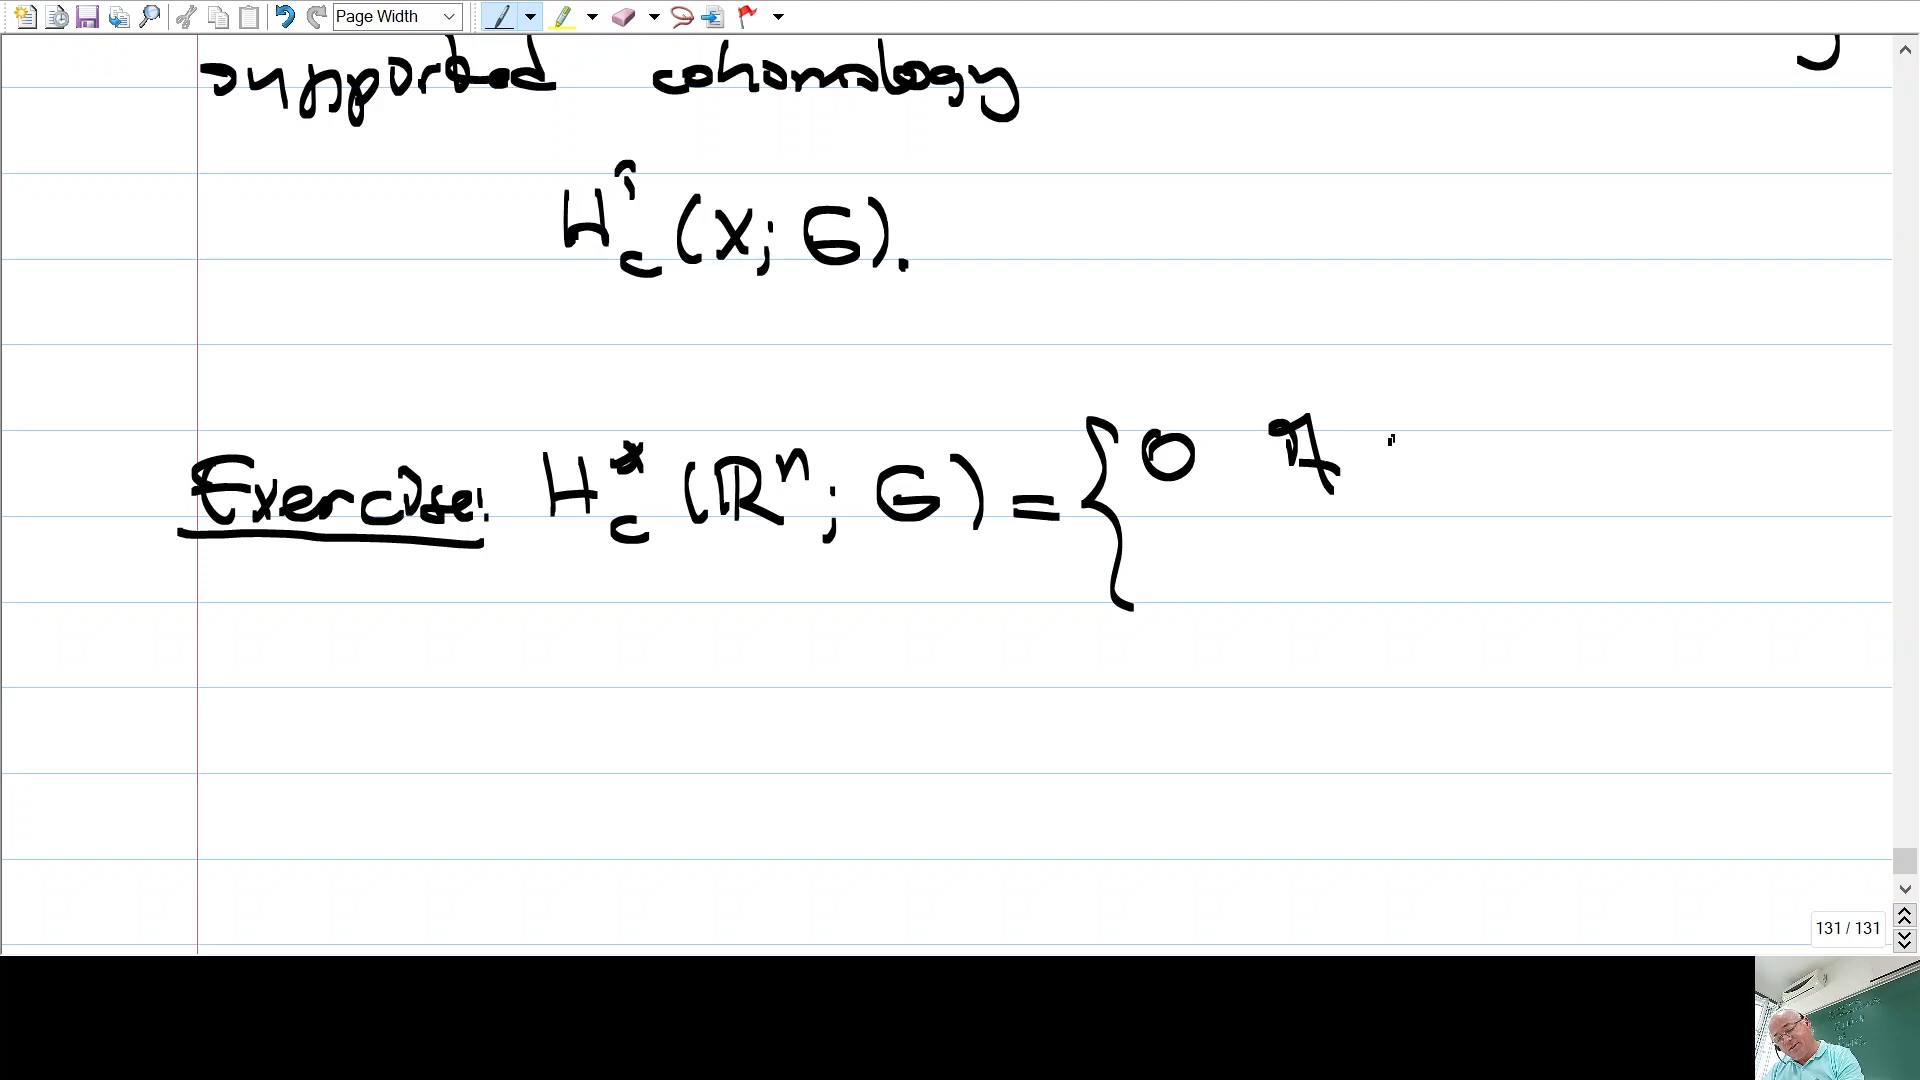 Page Width
supported cohomology
H^i_c (X; G).
Exercise: H^*_c (ℝ^n; G) = { 0 if
131 / 131